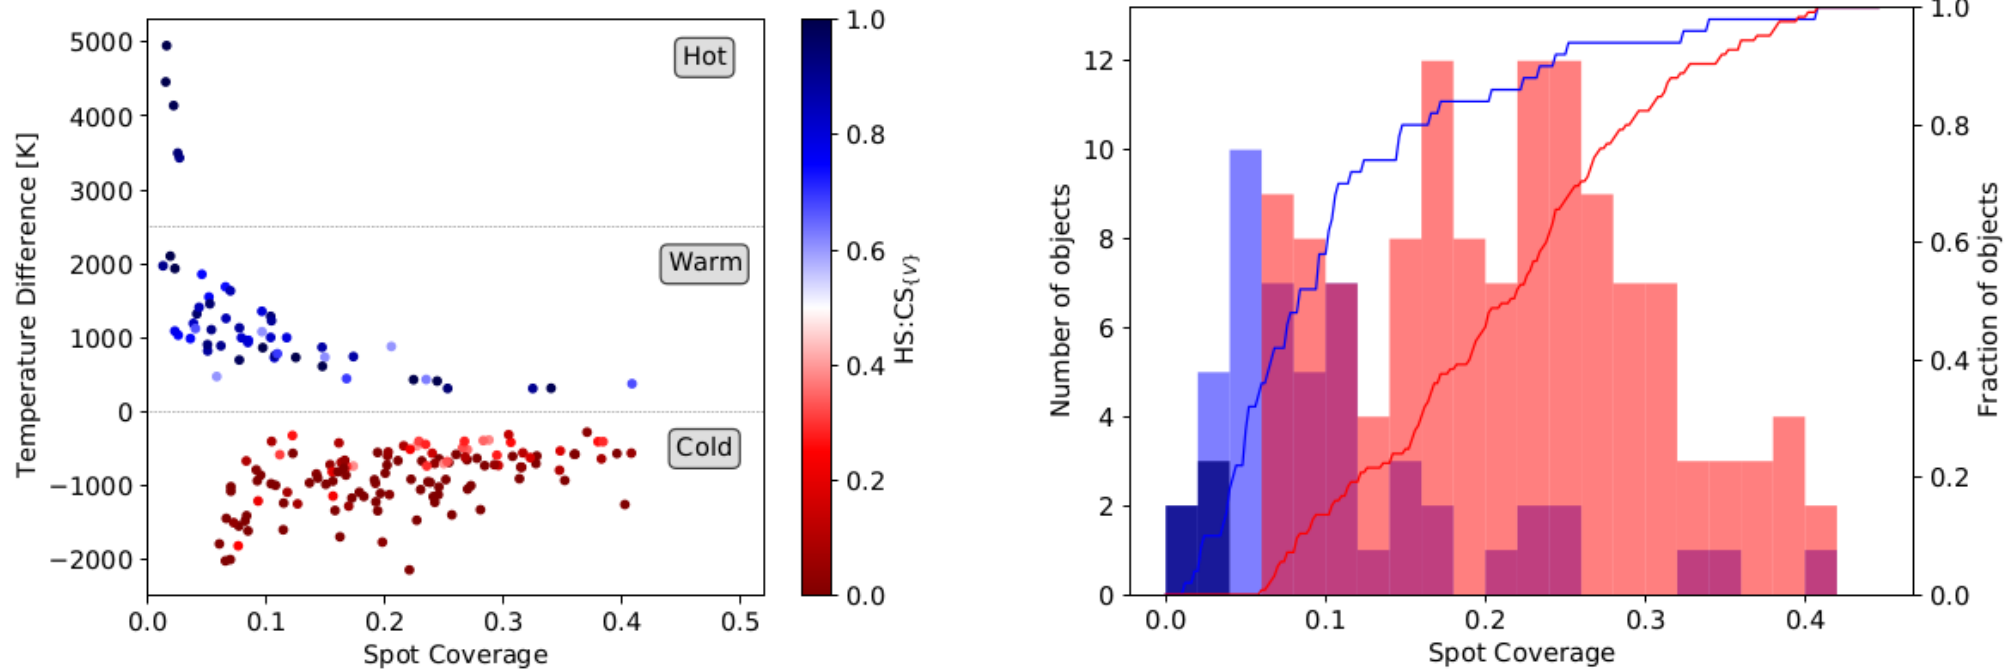 5000
4000
3000
2000
1000
0
−1000
−2000
Temperature Difference [K]
Hot
Warm
Cold
0.0 0.1 0.2 0.3 0.4 0.5
Spot Coverage
1.0
0.8
0.6
0.4
0.2
0.0
HS:CS{v}
12
10
8
6
4
2
0
Number of objects
0.0 0.1 0.2 0.3 0.4
Spot Coverage
1.0
0.8
0.6
0.4
0.2
0.0
Fraction of objects